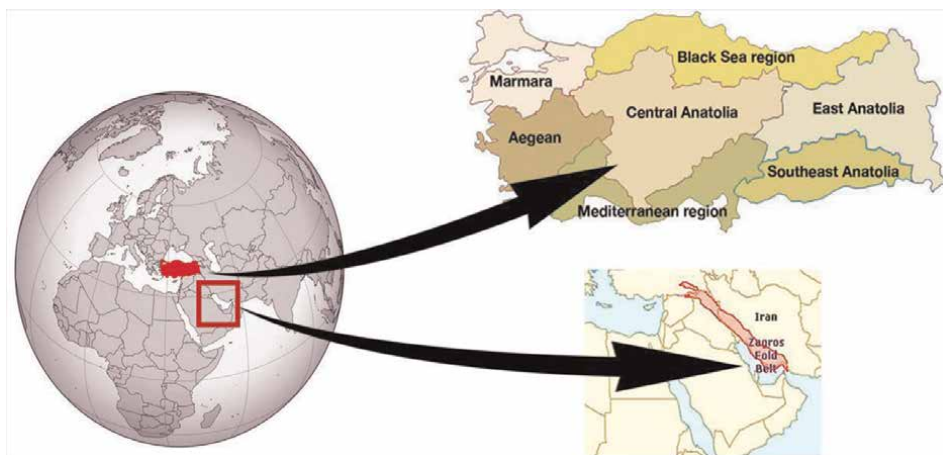 Black Sea region
Marmara
Central Anatolia
East Anatolia
Aegean
Southeast Anatolia
Mediterranean region
Iran
Zagros
Fold
Belt